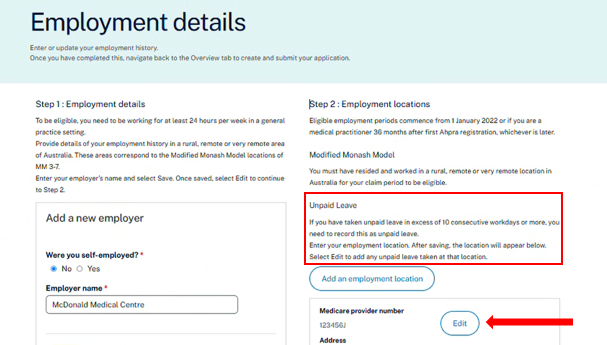 Employment details
Enter or update your employment history.
Once you have completed this, navigate back to the Overview tab to create and submit your application.
Step 1 : Employment details
To be eligible, you need to be working for at least 24 hours per week in a general
practice setting.
Provide details of your employment history in a rural, remote or very remote area
of Australia. These areas correspond to the Modified Monash Model locations of
MM 3-7.
Enter your employer's name and select Save. Once saved, select Edit to continue
to Step 2.
Add a new employer
Were you self-employed? *
No Yes
Employer name *
McDonald Medical Centre
Step 2 : Employment locations
Eligible employment periods commence from 1 January 2022 or if you are a
medical practitioner 36 months after first Ahpra registration, whichever is later.
Modified Monash Model
You must have resided and worked in a rural, remote or very remote location in
Australia for your claim period to be eligible.
Unpaid Leave
If you have taken unpaid leave in excess of 10 consecutive workdays or more, you
need to record this as unpaid leave.
Enter your employment location. After saving, the location will appear below.
Select Edit to add any unpaid leave taken at that location.
Add an employment location
Medicare provider number
123456J
Edit
Address